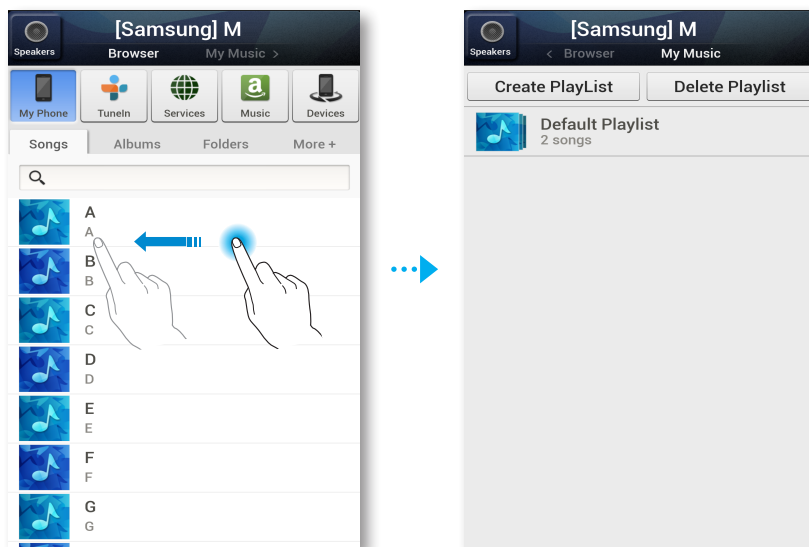 [Samsung] M
Speakers
Browser My Music >
My Phone TuneIn Services Music Devices
Songs Albums Folders More +
A
A
B
B
C
C
D
D
E
E
F
F
G
G
[Samsung] M
Speakers
< Browser My Music
Create PlayList Delete Playlist
Default Playlist
2 songs